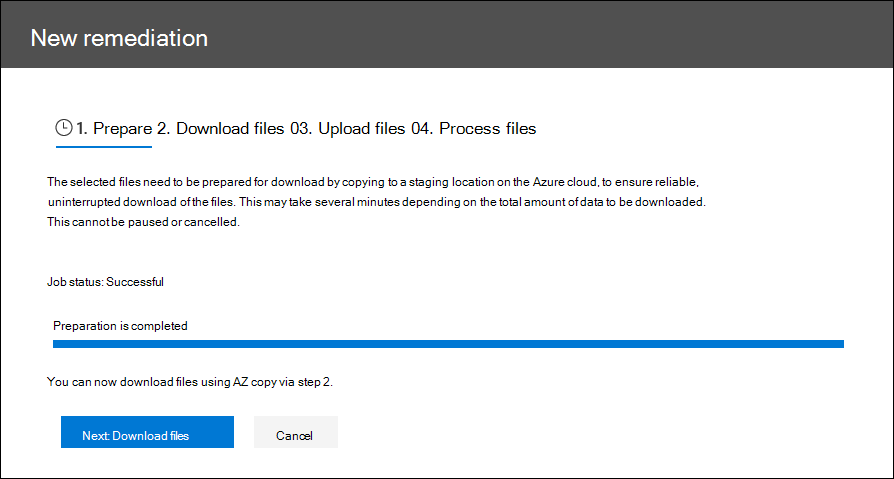 New remediation
1. Prepare 2. Download files 03. Upload files 04. Process files
The selected files need to be prepared for download by copying to a staging location on the Azure cloud, to ensure reliable,
uninterrupted download of the files. This may take several minutes depending on the total amount of data to be downloaded.
This cannot be paused or cancelled.
Job status: Successful
Preparation is completed
You can now download files using AZ copy via step 2.
Next: Download files
Cancel